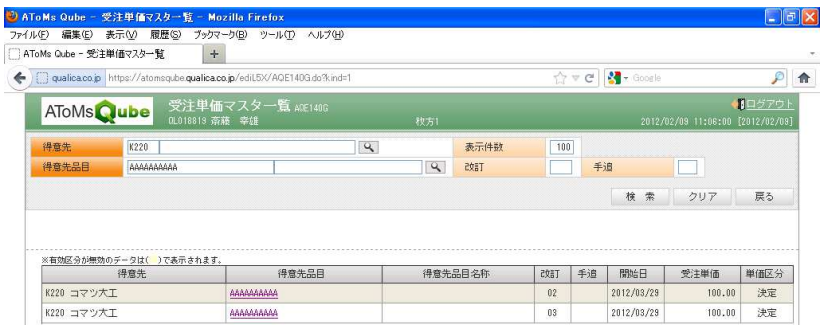 AToMs Qube - 受注単価マスター覧 - Mozilla Firefox
ファイル(F) 編集(E) 表示(V) 履歴(S) ブックマーク(B) ツール(T) ヘルプ(H)
AToMs Qube - 受注単価マスター覧 +
qualica.co.jp https://atomsqube.qualica.co.jp/ediL5X/AQE140G.do?kind=1 Google
AToMs Qube 受注単価マスター覧 AQE140G ログアウト
OL018819 斎藤 幸雄 枚方1 2012/02/09 11:06:00 [2012/02/09]
得意先 K220 表示件数 100
得意先品目 AAAAAAAAAA 改訂 手追
検 索 クリア 戻る
※有効区分が無効のデータは( )で表示されます。
得意先 得意先品目 得意先品目名称 改訂 手追 開始日 受注単価 単価区分
K220 コマツ大工 AAAAAAAAAA 02 2012/03/29 100.00 決定
K220 コマツ大工 AAAAAAAAAA 03 2012/03/29 100.00 決定